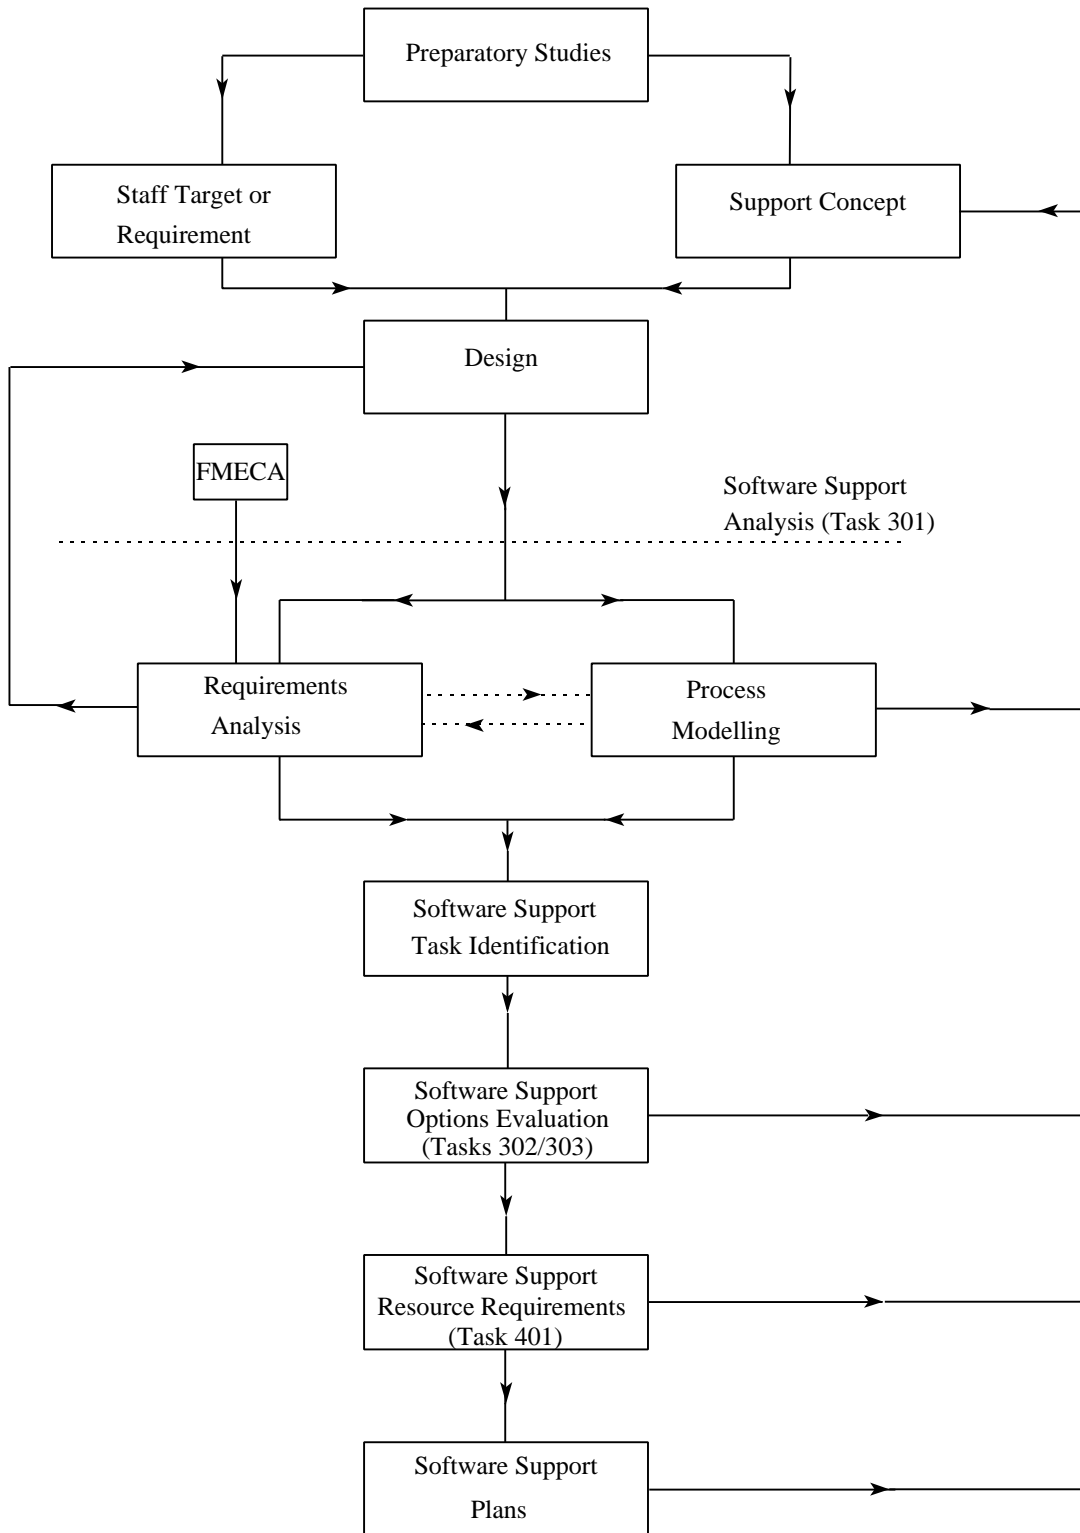 Preparatory Studies
Staff Target or
Requirement
Support Concept
Design
FMECA
Software Support
Analysis (Task 301)
Requirements
Analysis
Process
Modelling
Software Support
Task Identification
Software Support
Options Evaluation
(Tasks 302/303)
Software Support
Resource Requirements
(Task 401)
Software Support
Plans